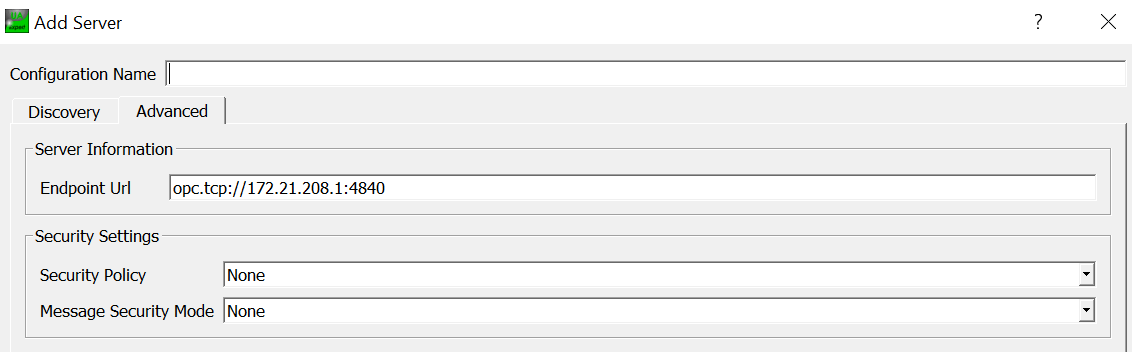 Add Server
?
Configuration Name
Discovery Advanced
Server Information
Endpoint Url opc.tcp://172.21.208.1:4840
Security Settings
Security Policy None
Message Security Mode None